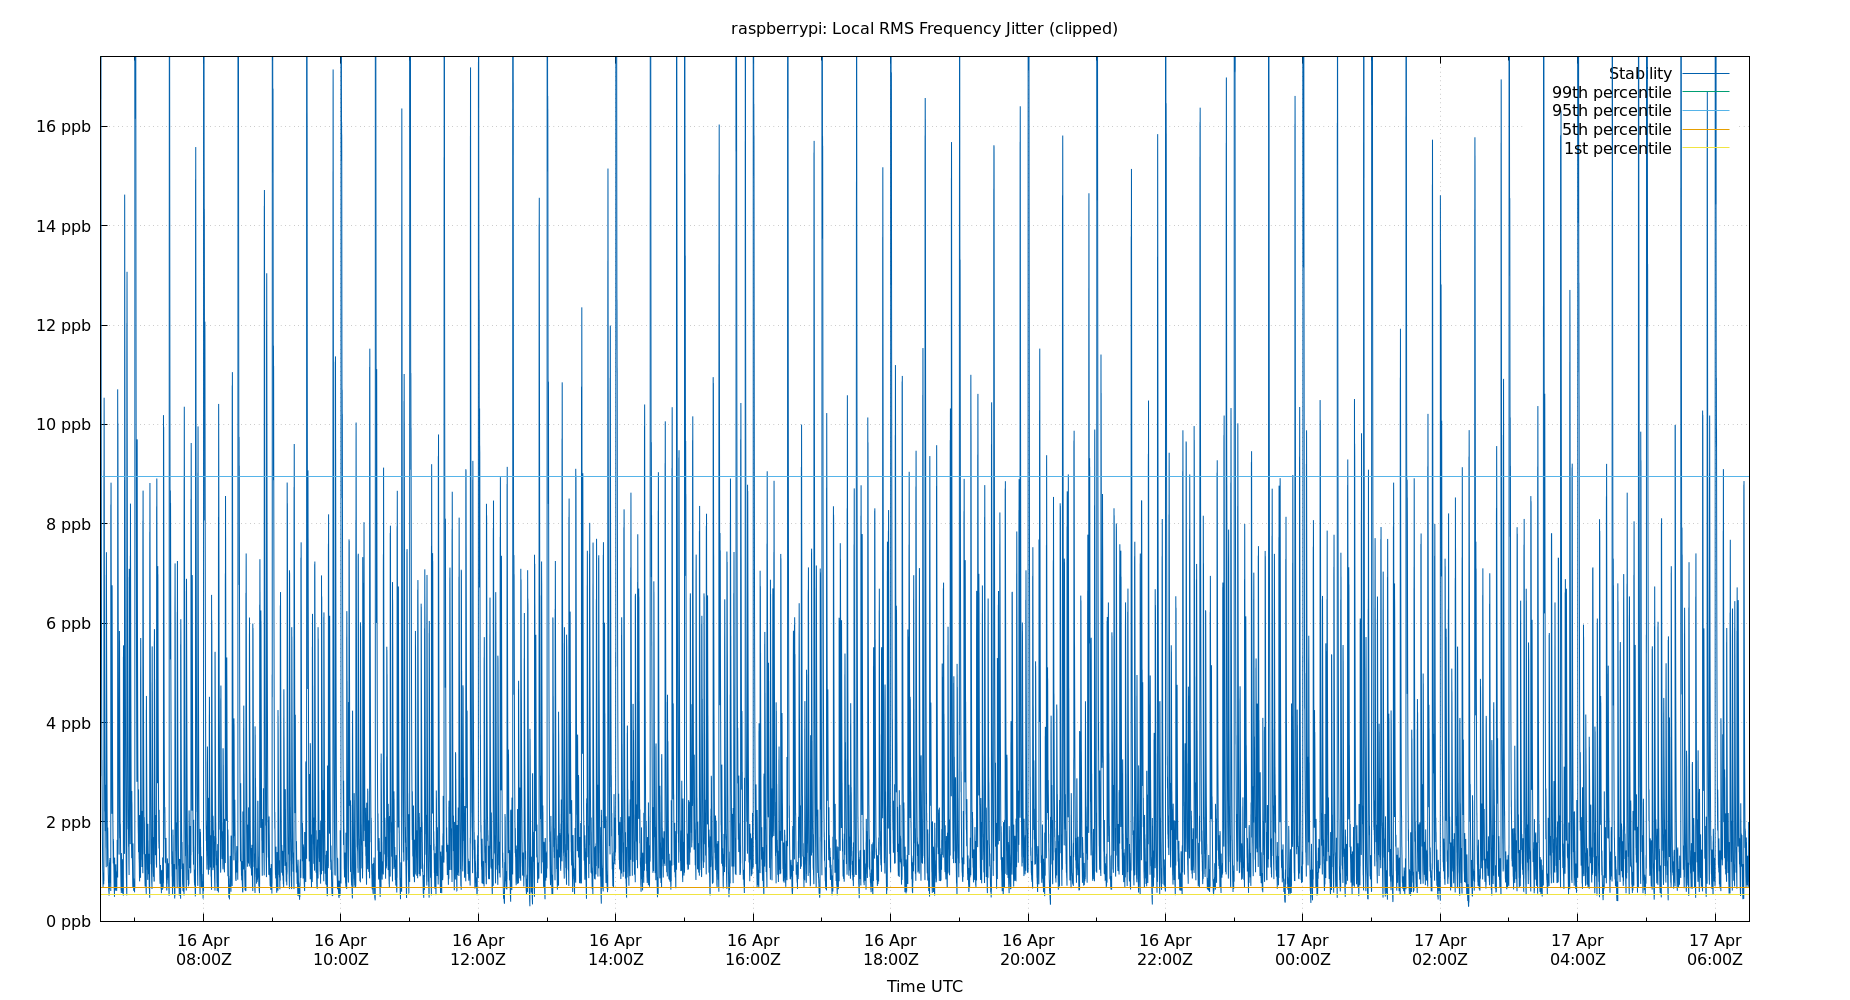 raspberrypi: Local RMS Frequency Jitter (clipped)
Stability
99th percentile
95th percentile
5th percentile
1st percentile
16 ppb
14 ppb
12 ppb
10 ppb
8 ppb
6 ppb
4 ppb
2 ppb
0 ppb
16 Apr 16 Apr 16 Apr 16 Apr 16 Apr 16 Apr 16 Apr 16 Apr 17 Apr 17 Apr 17 Apr 17 Apr
08:00Z 10:00Z 12:00Z 14:00Z 16:00Z 18:00Z 20:00Z 22:00Z 00:00Z 02:00Z 04:00Z 06:00Z
Time UTC